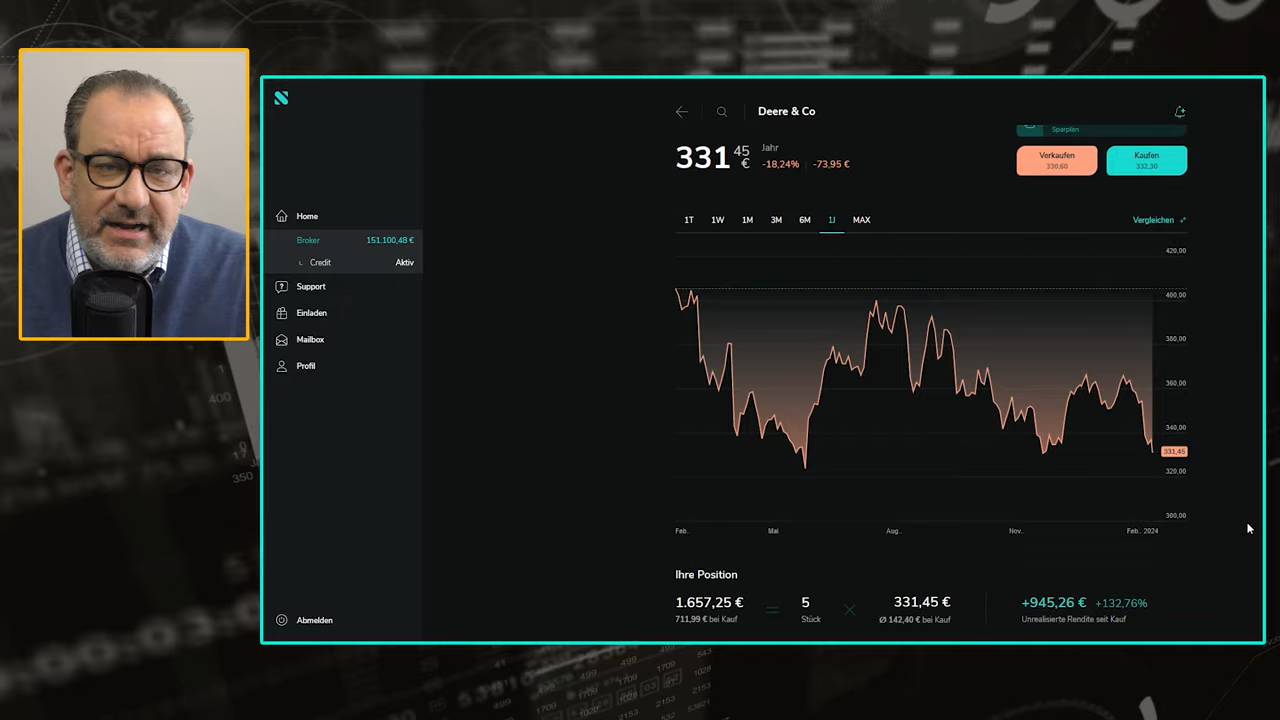 Deere & Co
Sparplan
331 45 €
Jahr
-18,24% -73,95 €
Verkaufen
330,60
Kaufen
332,30
1T 1W 1M 3M 6M 1J MAX
Vergleichen
Home
Broker 151.100,48 €
Credit Aktiv
Support
Einladen
Mailbox
Profil
Abmelden
420,00
400,00
380,00
360,00
340,00
331,45
320,00
300,00
Feb.. Mai Aug.. Nov.. Feb.. 2024
Ihre Position
1.657,25 € = 5 × 331,45 € +945,26 € +132,76%
711,99 € bei Kauf Stück Ø 142,40 € bei Kauf Unrealisierte Rendite seit Kauf
400
350